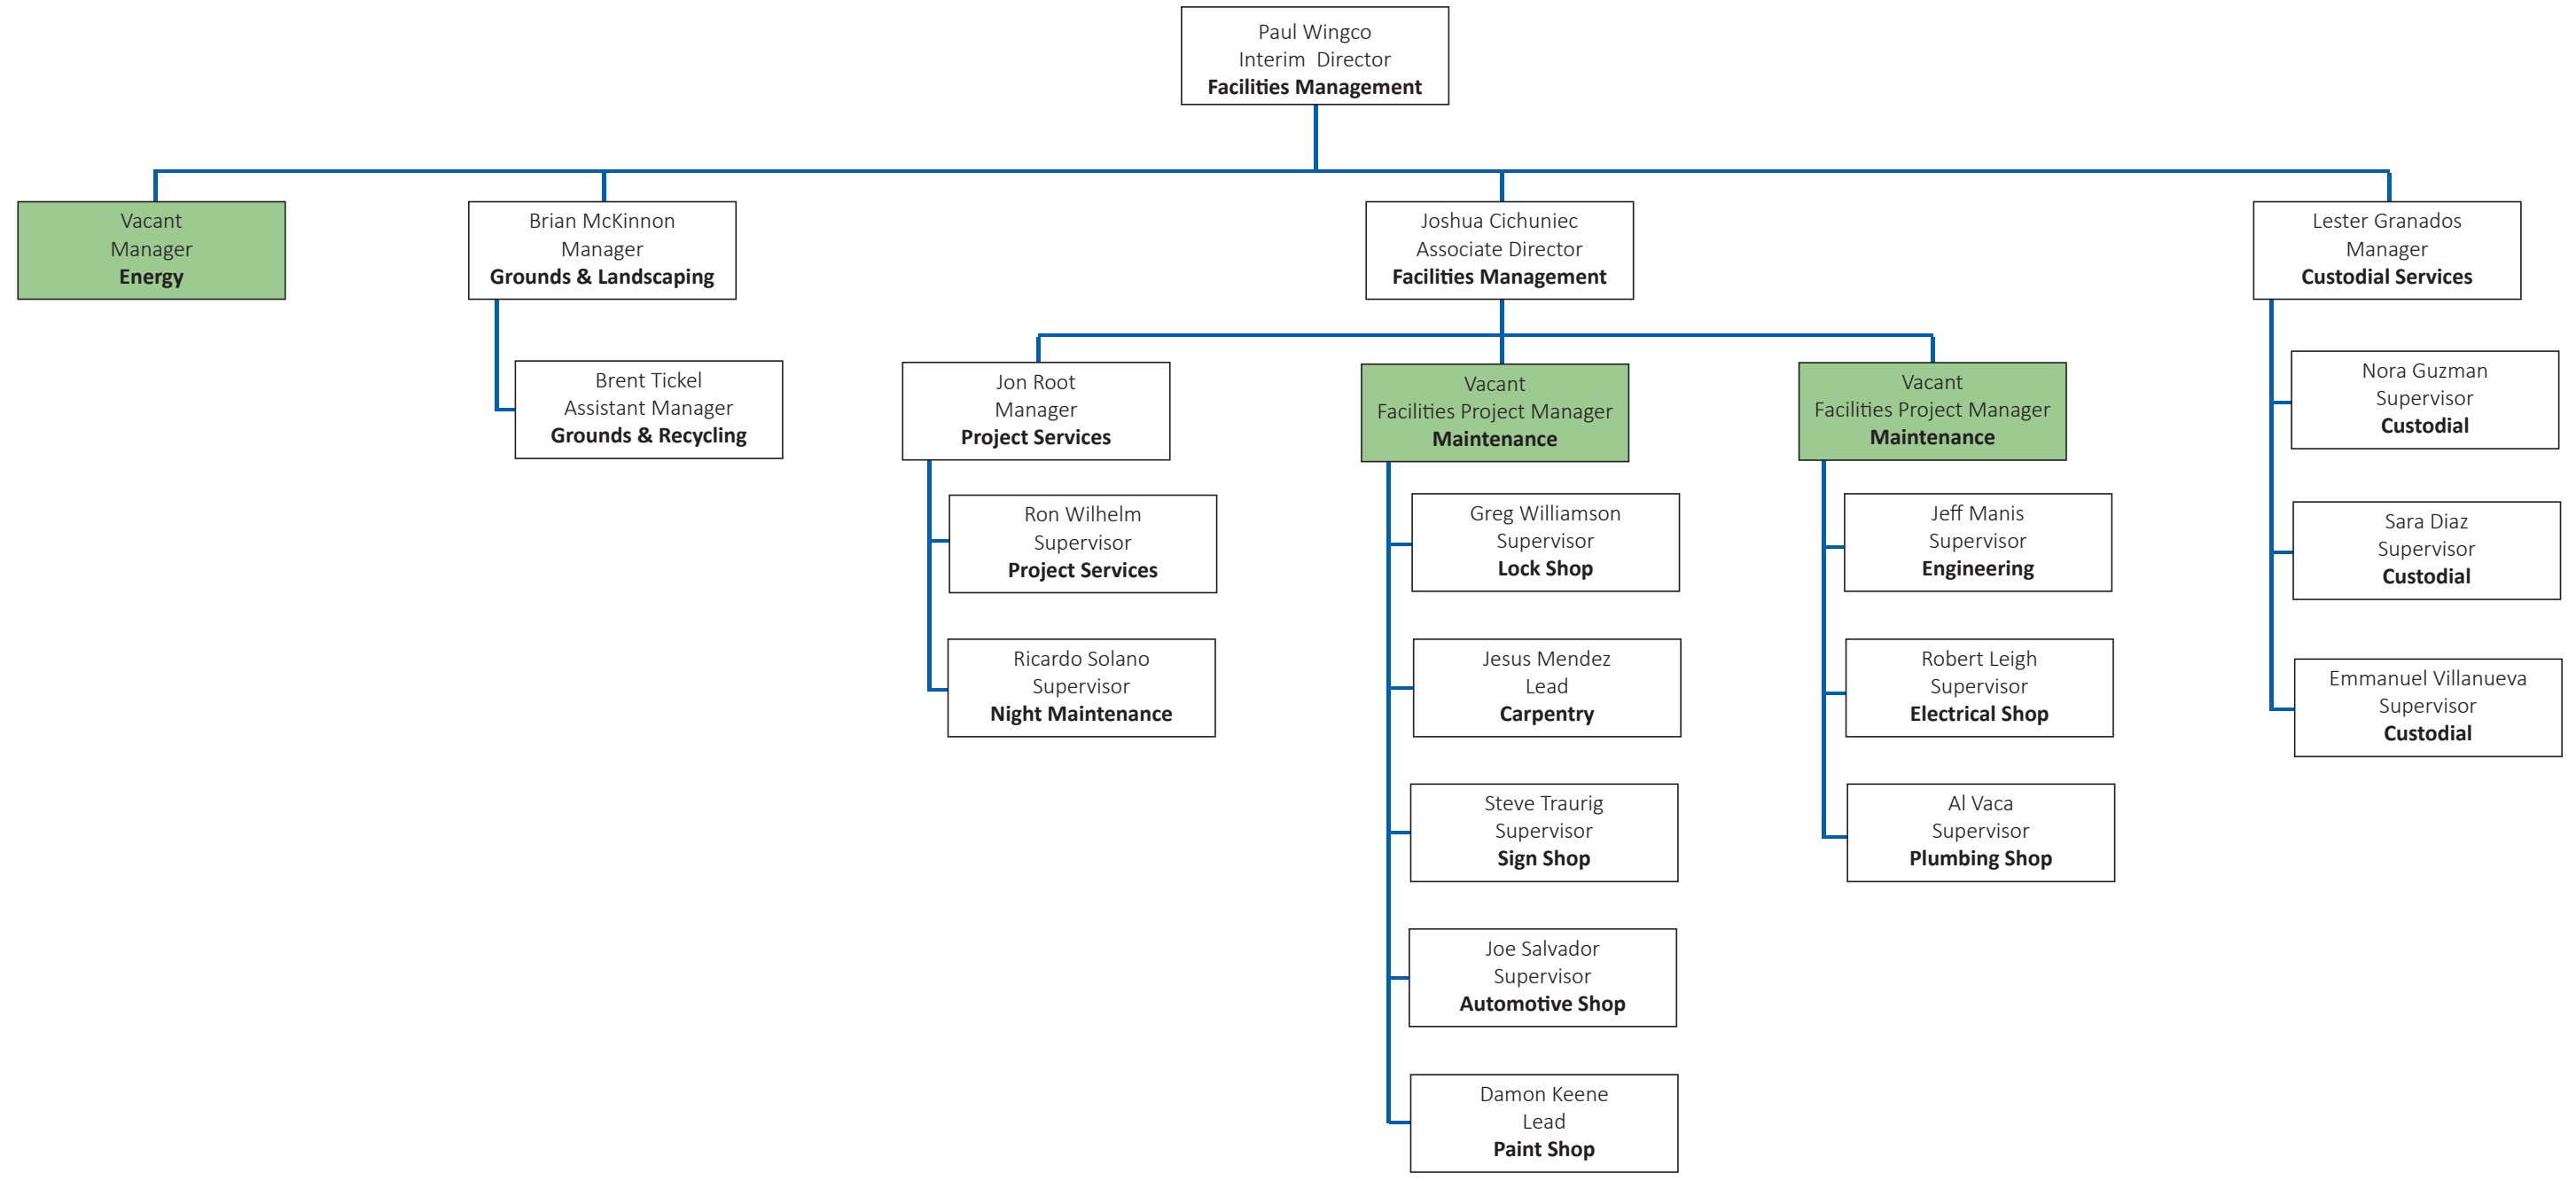 Paul Wingco
Interim  Director
Facilities Management
Vacant
Manager
Energy
Brian McKinnon
Manager
Grounds & Landscaping
Joshua Cichuniec
Associate Director
Facilities Management
Lester Granados
Manager
Custodial Services
Brent Tickel
Assistant Manager
Grounds & Recycling
Jon Root
Manager
Project Services
Vacant
Facilities Project Manager
Maintenance
Vacant
Facilities Project Manager
Maintenance
Nora Guzman
Supervisor
Custodial
Ron Wilhelm
Supervisor
Project Services
Greg Williamson
Supervisor
Lock Shop
Jeff Manis
Supervisor
Engineering
Sara Diaz
Supervisor
Custodial
Ricardo Solano
Supervisor
Night Maintenance
Jesus Mendez
Lead
Carpentry
Robert Leigh
Supervisor
Electrical Shop
Emmanuel Villanueva
Supervisor
Custodial
Steve Traurig
Supervisor
Sign Shop
Al Vaca
Supervisor
Plumbing Shop
Joe Salvador
Supervisor
Automotive Shop
Damon Keene
Lead
Paint Shop